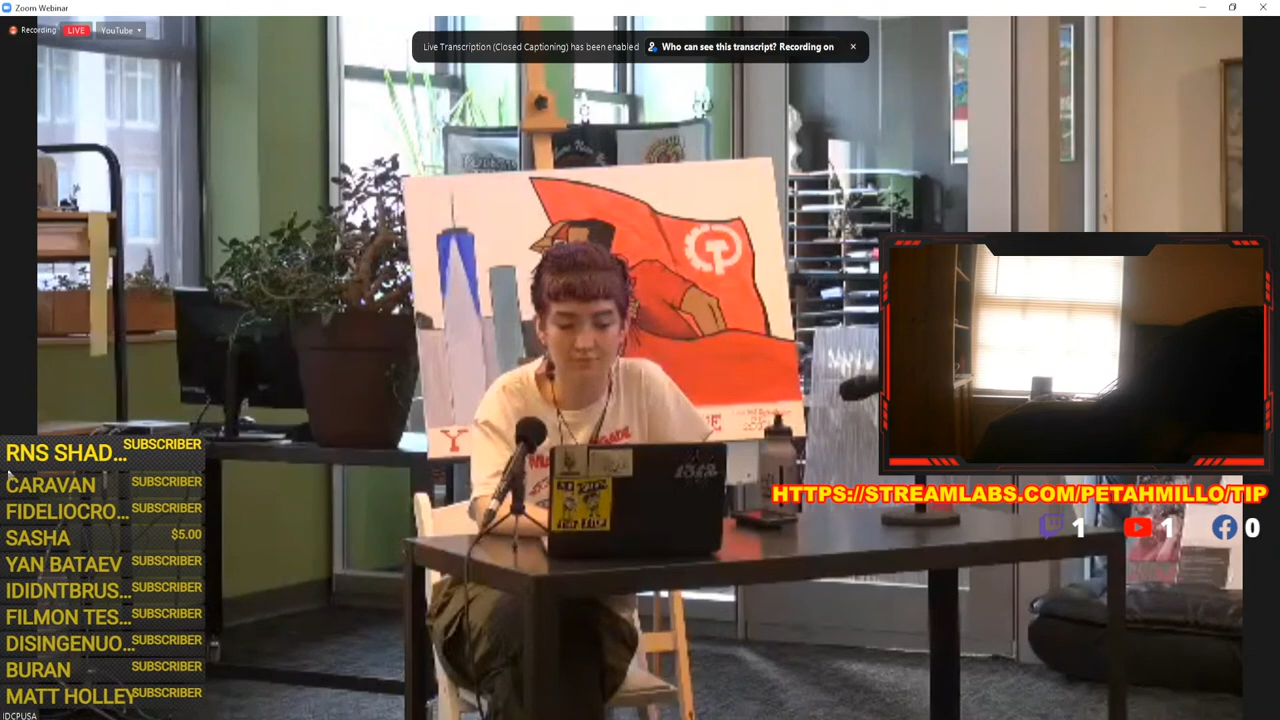 Zoom Webinar
Recording
LIVE
YouTube
Live Transcription (Closed Captioning) has been enabled
Who can see this transcript? Recording on
1312
Y
UE
RNS SHAD... SUBSCRIBER
CARAVAN SUBSCRIBER
FIDELIOCRO... SUBSCRIBER
SASHA $5.00
YAN BATAEV SUBSCRIBER
IDIDNTBRUS... SUBSCRIBER
FILMON TES... SUBSCRIBER
DISINGENUO... SUBSCRIBER
BURAN SUBSCRIBER
MATT HOLLEY SUBSCRIBER
IDCPUSA
HTTPS://STREAMLABS.COM/PETAHMILLO/TIP
1 1 0